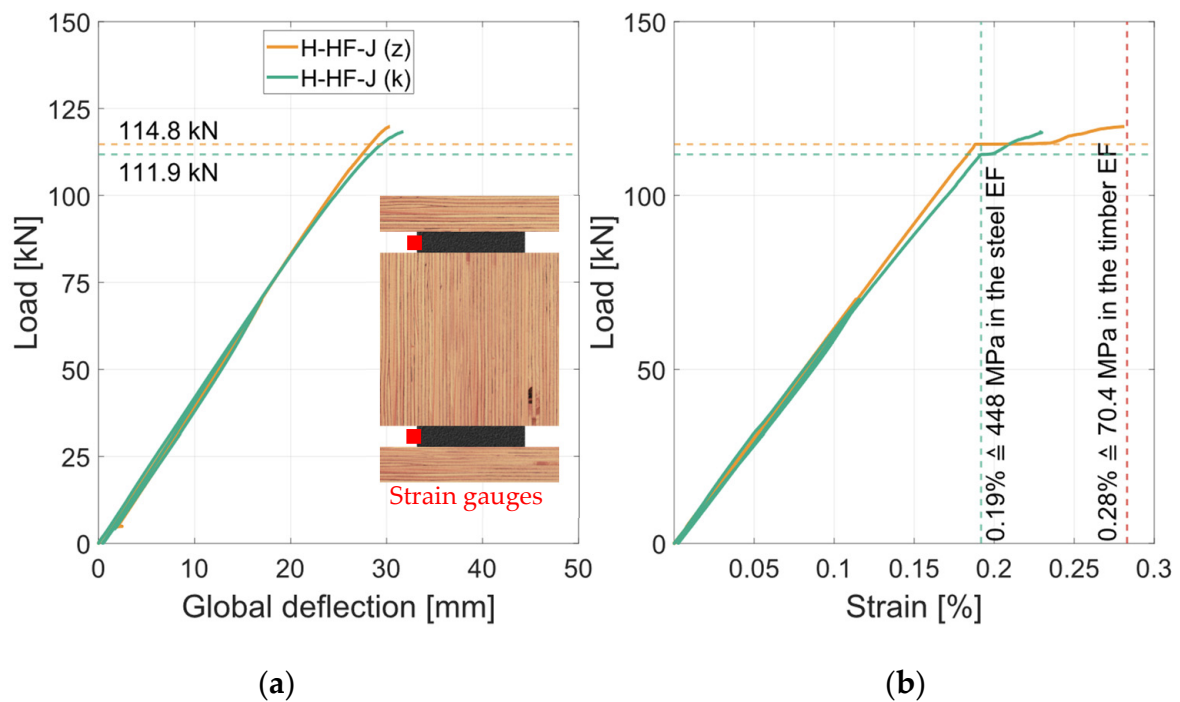 150
125
100
75
50
25
0
Load [kN]
H-HF-J (z)
H-HF-J (k)
114.8 kN
111.9 kN
Strain gauges
0
10
20
30
40
50
Global deflection [mm]
(a)
150
125
100
75
50
25
0
Load [kN]
0.19% ≙ 448 MPa in the steel EF
0.28% ≙ 70.4 MPa in the timber EF
0.05
0.1
0.15
0.2
0.25
0.3
Strain [%]
(b)